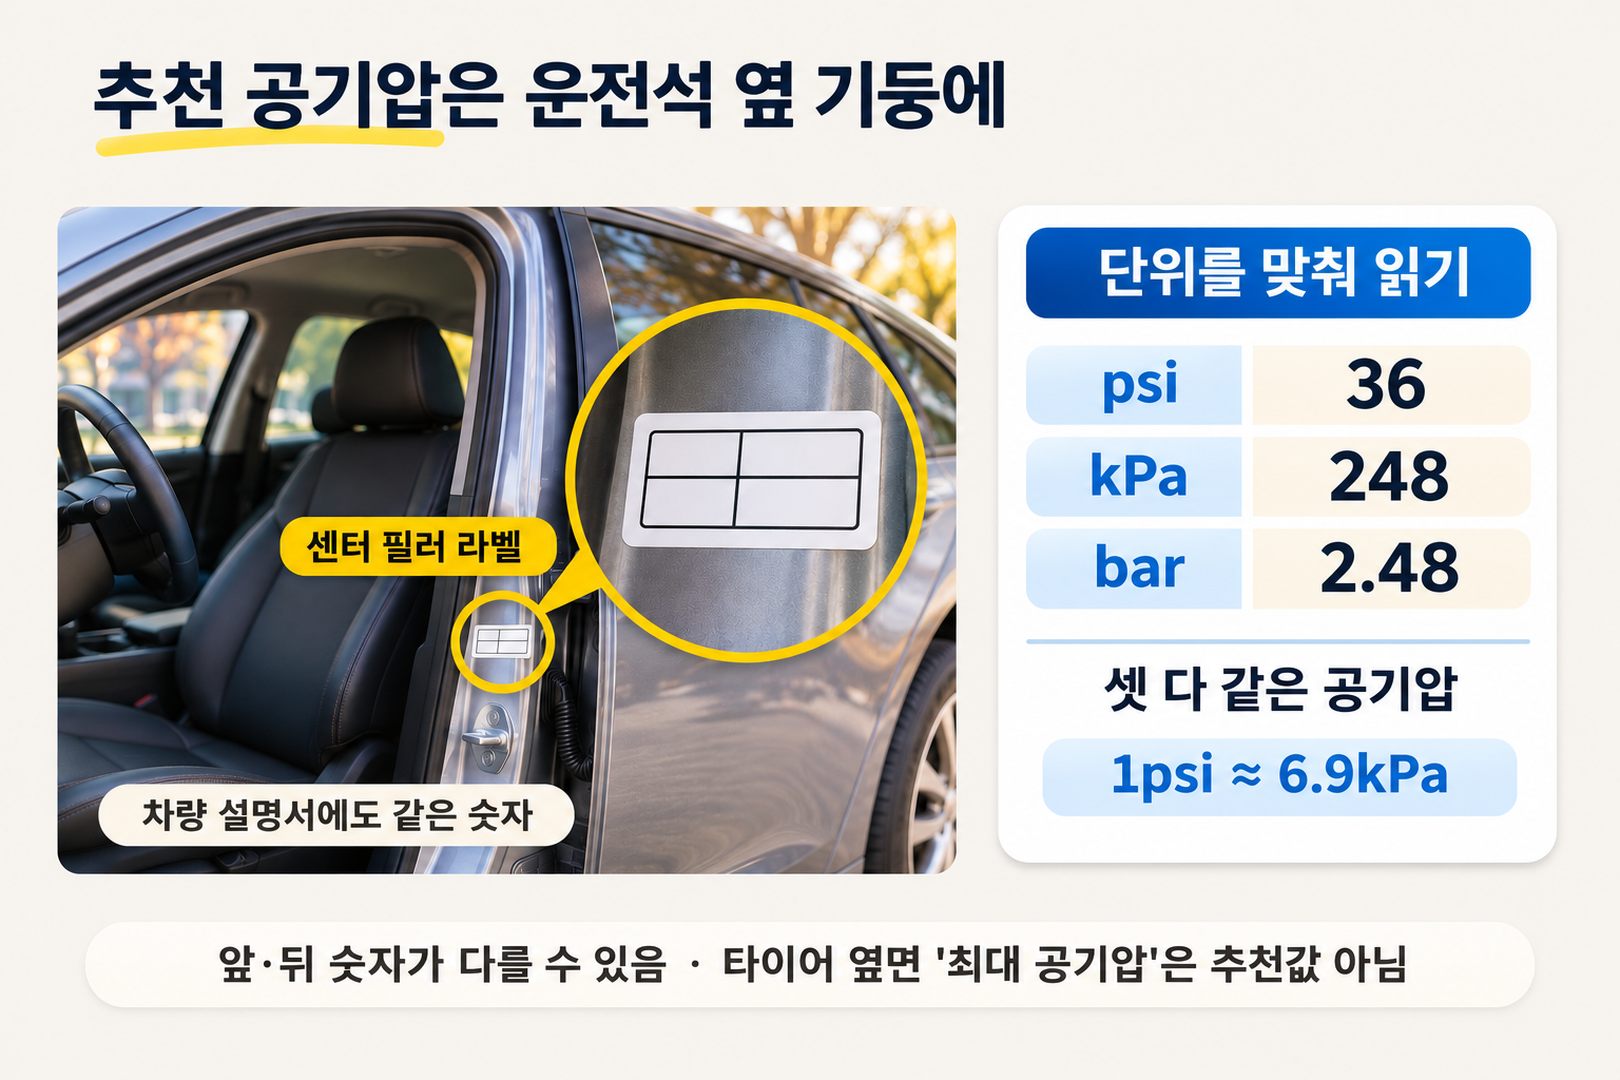 추천 공기압은 운전석 옆 기둥에
센터 필러 라벨
차량 설명서에도 같은 숫자
단위를 맞춰 읽기
psi 36
kPa 248
bar 2.48
셋 다 같은 공기압
1psi ≈ 6.9kPa
앞·뒤 숫자가 다를 수 있음 · 타이어 옆면 '최대 공기압'은 추천값 아님